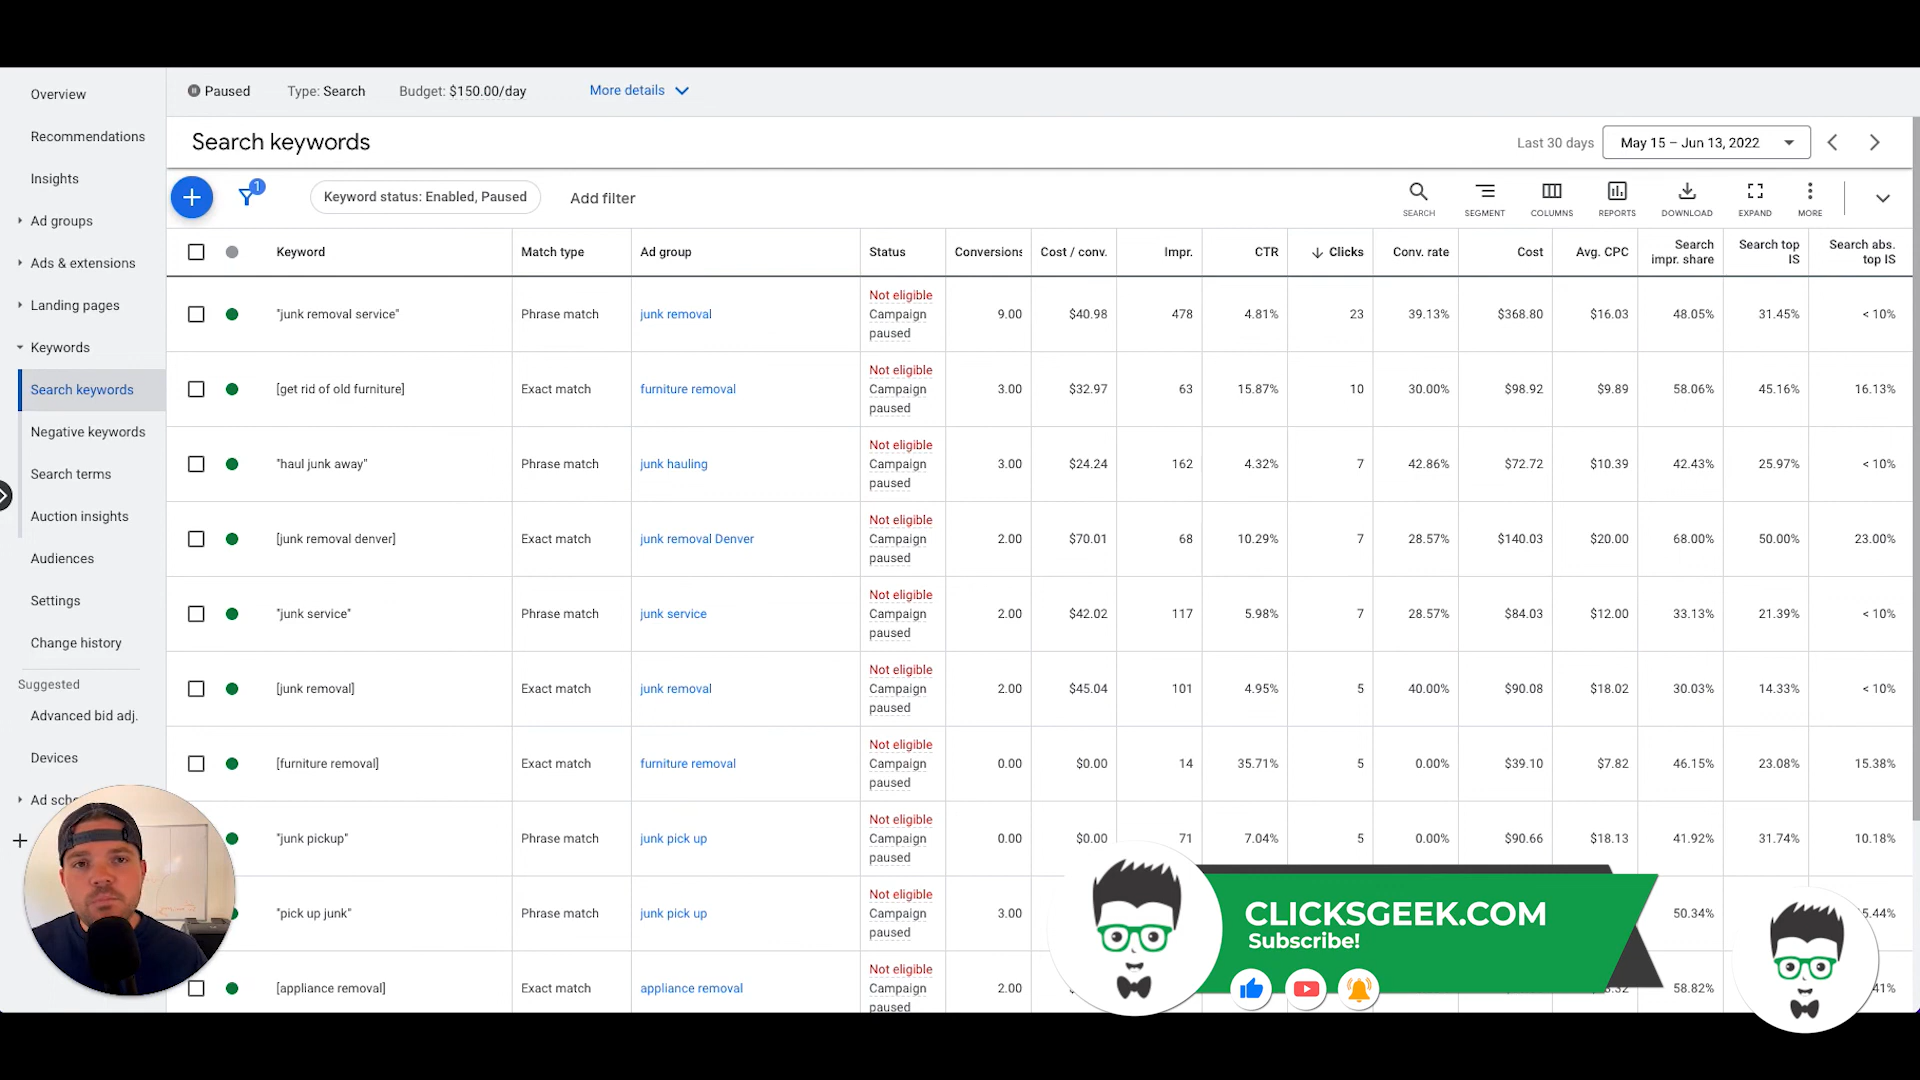 Overview
Recommendations
Insights
Ad groups
Ads & extensions
Landing pages
Keywords
Search keywords
Negative keywords
Search terms
Auction insights
Audiences
Settings
Change history
Suggested
Advanced bid adj.
Devices
Ad sche
Paused Type: Search Budget: $150.00/day More details
Search keywords Last 30 days May 15 – Jun 13, 2022
1
Keyword status: Enabled, Paused Add filter
SEARCH SEGMENT COLUMNS REPORTS DOWNLOAD EXPAND MORE
Keyword Match type Ad group Status Conversions Cost / conv. Impr. CTR Clicks Conv. rate Cost Avg. CPC Search impr. share Search top IS Search abs. top IS
"junk removal service" Phrase match junk removal Not eligible Campaign paused 9.00 $40.98 478 4.81% 23 39.13% $368.80 $16.03 48.05% 31.45% < 10%
[get rid of old furniture] Exact match furniture removal Not eligible Campaign paused 3.00 $32.97 63 15.87% 10 30.00% $98.92 $9.89 58.06% 45.16% 16.13%
"haul junk away" Phrase match junk hauling Not eligible Campaign paused 3.00 $24.24 162 4.32% 7 42.86% $72.72 $10.39 42.43% 25.97% < 10%
[junk removal denver] Exact match junk removal Denver Not eligible Campaign paused 2.00 $70.01 68 10.29% 7 28.57% $140.03 $20.00 68.00% 50.00% 23.00%
"junk service" Phrase match junk service Not eligible Campaign paused 2.00 $42.02 117 5.98% 7 28.57% $84.03 $12.00 33.13% 21.39% < 10%
[junk removal] Exact match junk removal Not eligible Campaign paused 2.00 $45.04 101 4.95% 5 40.00% $90.08 $18.02 30.03% 14.33% < 10%
[furniture removal] Exact match furniture removal Not eligible Campaign paused 0.00 $0.00 14 35.71% 5 0.00% $39.10 $7.82 46.15% 23.08% 15.38%
"junk pickup" Phrase match junk pick up Not eligible Campaign paused 0.00 $0.00 71 7.04% 5 0.00% $90.66 $18.13 41.92% 31.74% 10.18%
"pick up junk" Phrase match junk pick up Not eligible Campaign paused 3.00 50.34% 5.44%
[appliance removal] Exact match appliance removal Not eligible Campaign paused 2.00 58.82% 41%
CLICKSGEEK.COM
Subscribe!